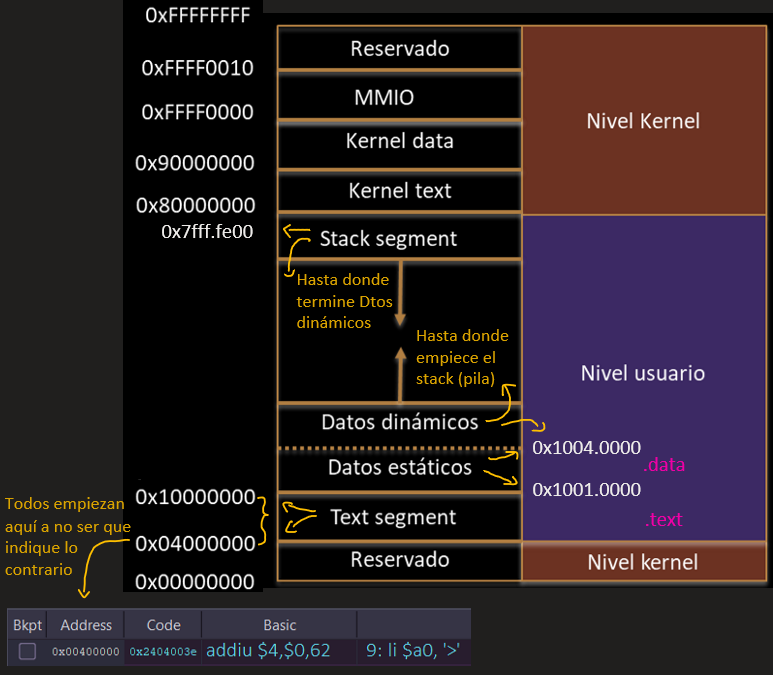 0xFFFFFFFF
Reservado
0xFFFF0010
MMIO
0xFFFF0000
Nivel Kernel
Kernel data
0x90000000
Kernel text
0x80000000
0x7fff.fe00
Stack segment
Hasta donde
termine Dtos
dinámicos
Hasta donde
empiece el
stack (pila)
Nivel usuario
Datos dinámicos
0x1004.0000
.data
Datos estáticos
0x1001.0000
0x10000000
Todos empiezan
aquí a no ser que
indique lo
contrario
Text segment
.text
0x04000000
Reservado
Nivel kernel
0x00000000
Bkpt Address Code Basic
0x00400000 0x2404003e addiu $4,$0,62 9: li $a0, '>'